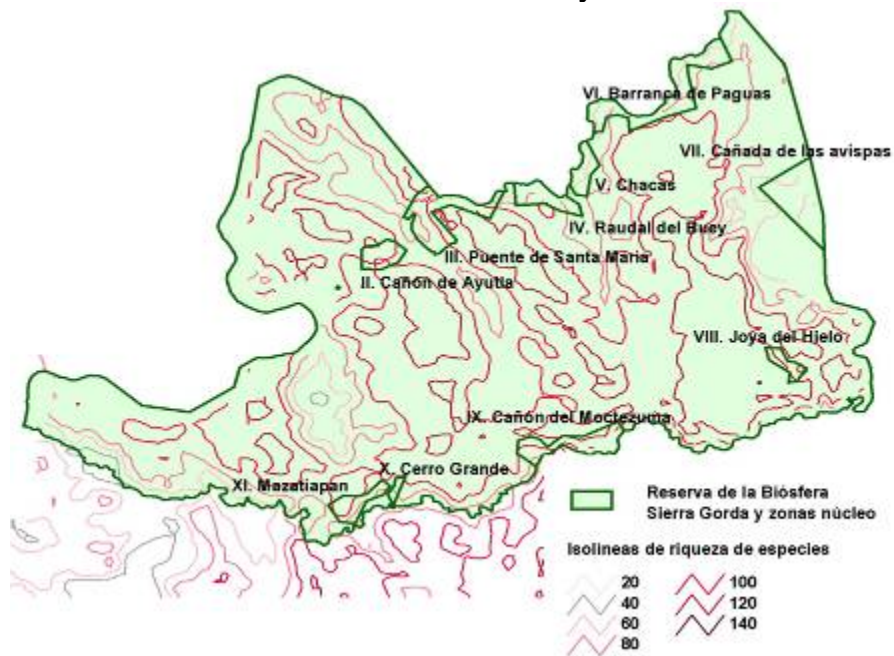 VI. Barranca de Paguas
VII. Cañada de las avispas
V. Chacas
IV. Raudal del Buey
III. Puente de Santa María
II. Cañón de Ayutla
VIII. Joya del Hielo
IX. Cañón del Moctezuma
X. Cerro Grande
XI. Mazatiapan
Reserva de la Biósfera
Sierra Gorda y zonas núcleo
Isolineas de riqueza de especies
20 100
40 120
60 140
80